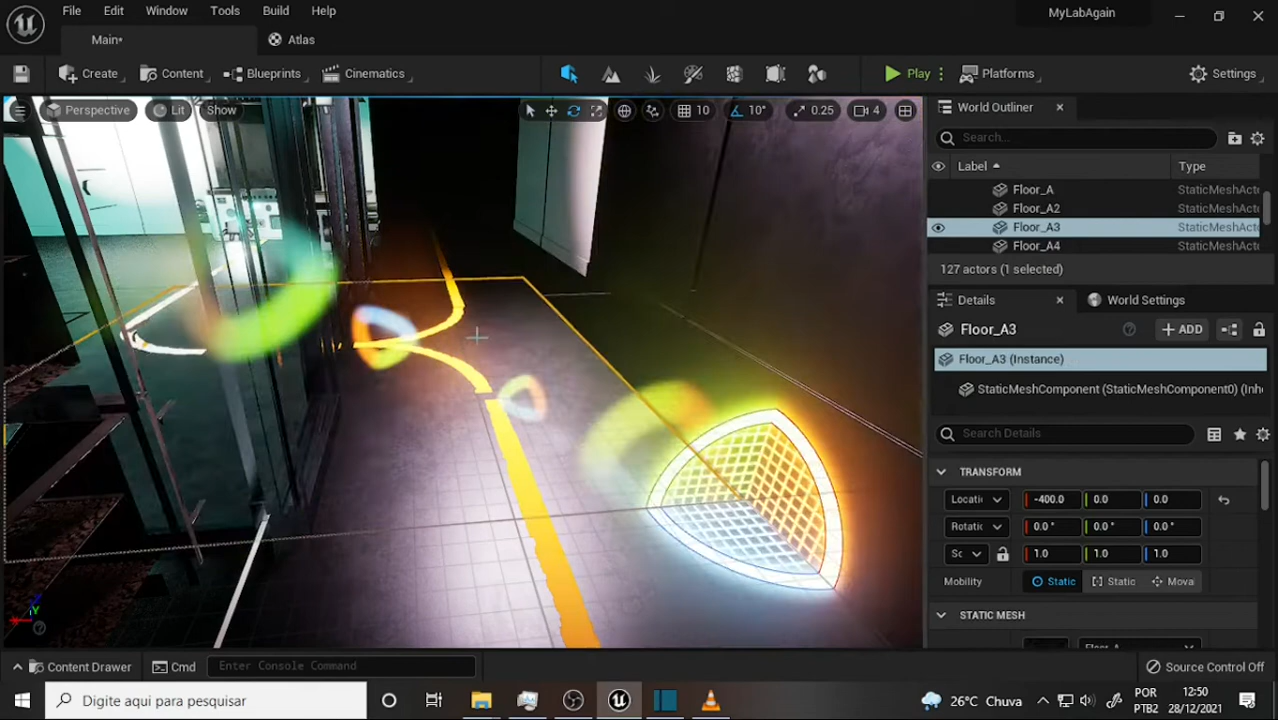 File Edit Window Tools Build Help
MyLabAgain
Main•
Atlas
Create Content Blueprints Cinematics Play Platforms Settings
Perspective Lit Show 10 10° 0.25 4
World Outliner
Search...
Label Type
Floor_A StaticMeshActo
Floor_A2 StaticMeshActo
Floor_A3 StaticMeshActo
Floor_A4 StaticMeshActo
127 actors (1 selected)
Details World Settings
Floor_A3 ADD
Floor_A3 (Instance)
StaticMeshComponent (StaticMeshComponent0) (Inh
Search Details
TRANSFORM
Locatic -400.0 0.0 0.0
Rotatic 0.0° 0.0° 0.0°
Sc 1.0 1.0 1.0
Mobility Static Static Mova
STATIC MESH
Content Drawer Cmd Enter Console Command Source Control Off
Digite aqui para pesquisar
26°C Chuva
POR
PTB2
12:50
28/12/2021